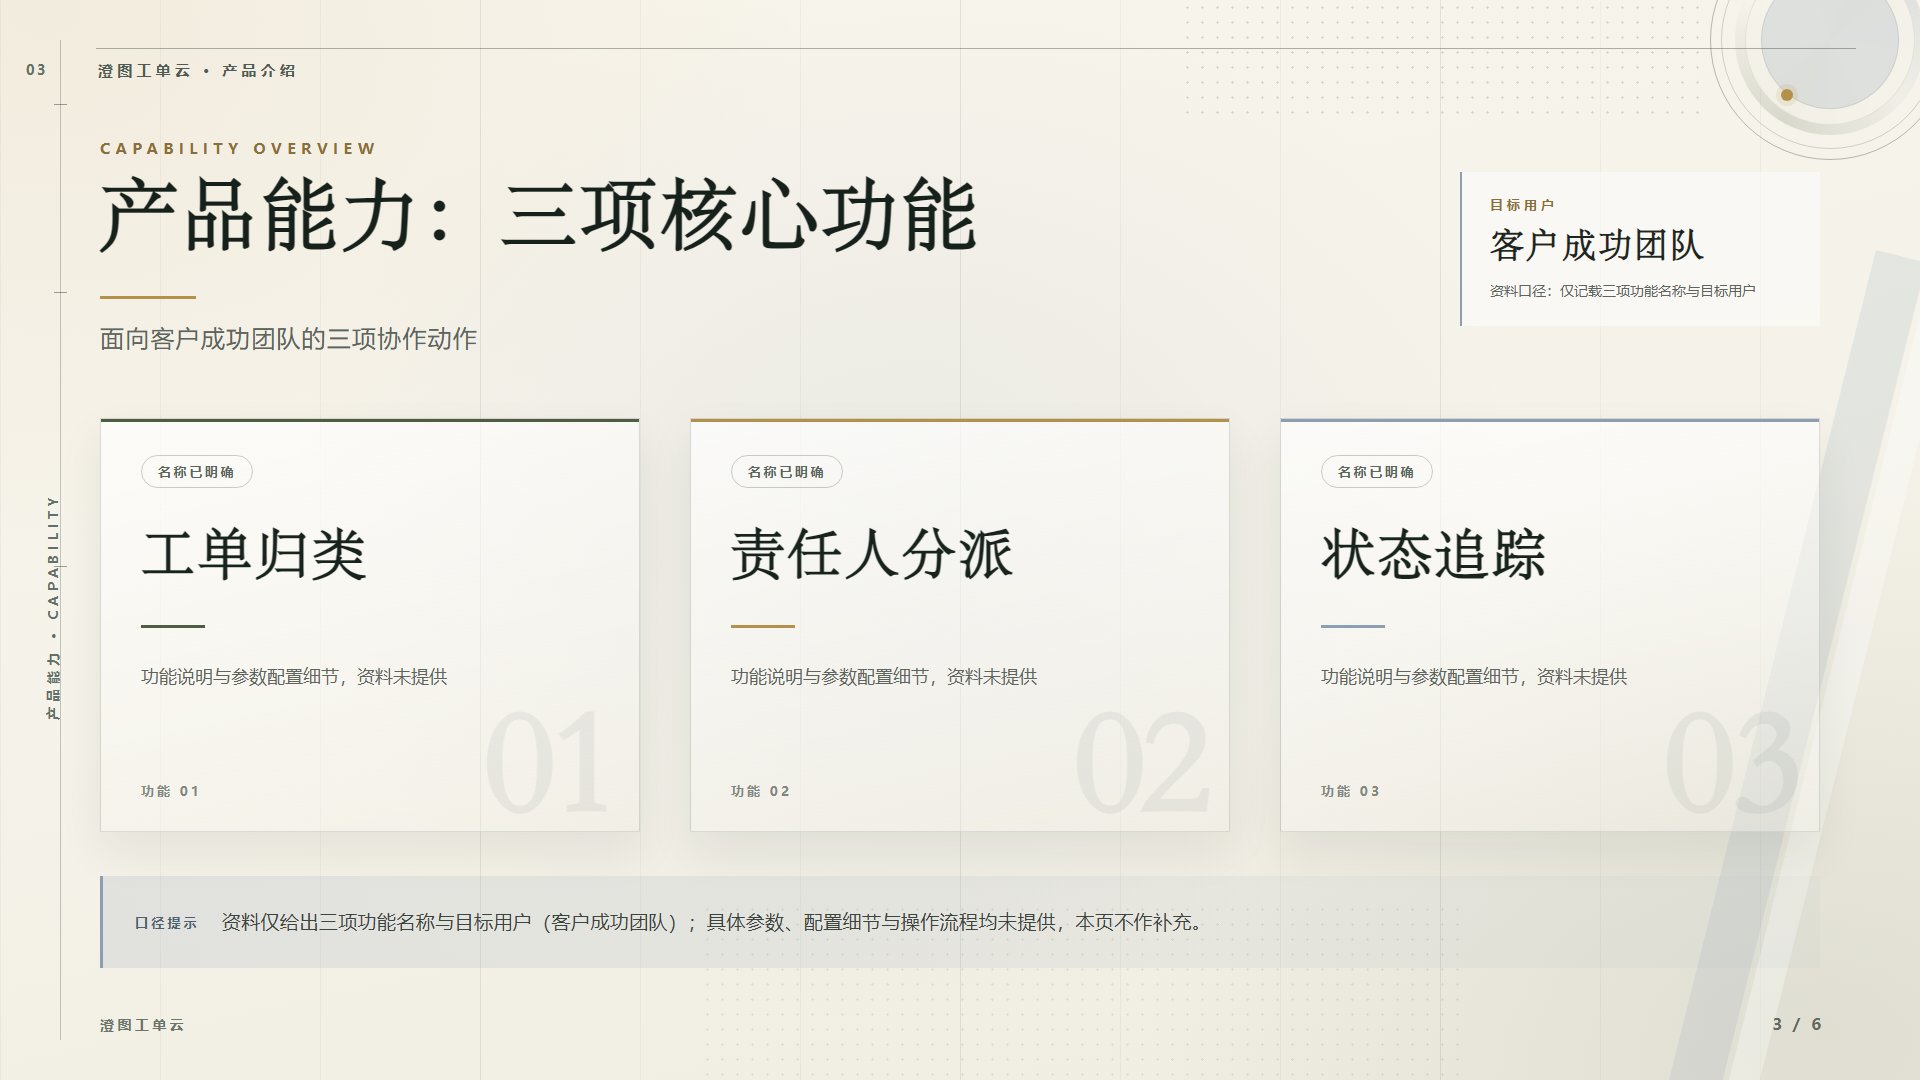 03
澄图工单云 • 产品介绍
CAPABILITY OVERVIEW
产品能力：三项核心功能
面向客户成功团队的三项协作动作
目标用户
客户成功团队
资料口径：仅记载三项功能名称与目标用户
产品能力 • CAPABILITY
名称已明确
工单归类
功能说明与参数配置细节，资料未提供
功能 01
01
名称已明确
责任人分派
功能说明与参数配置细节，资料未提供
功能 02
02
名称已明确
状态追踪
功能说明与参数配置细节，资料未提供
功能 03
03
口径提示 资料仅给出三项功能名称与目标用户（客户成功团队）；具体参数、配置细节与操作流程均未提供，本页不作补充。
澄图工单云
3 / 6